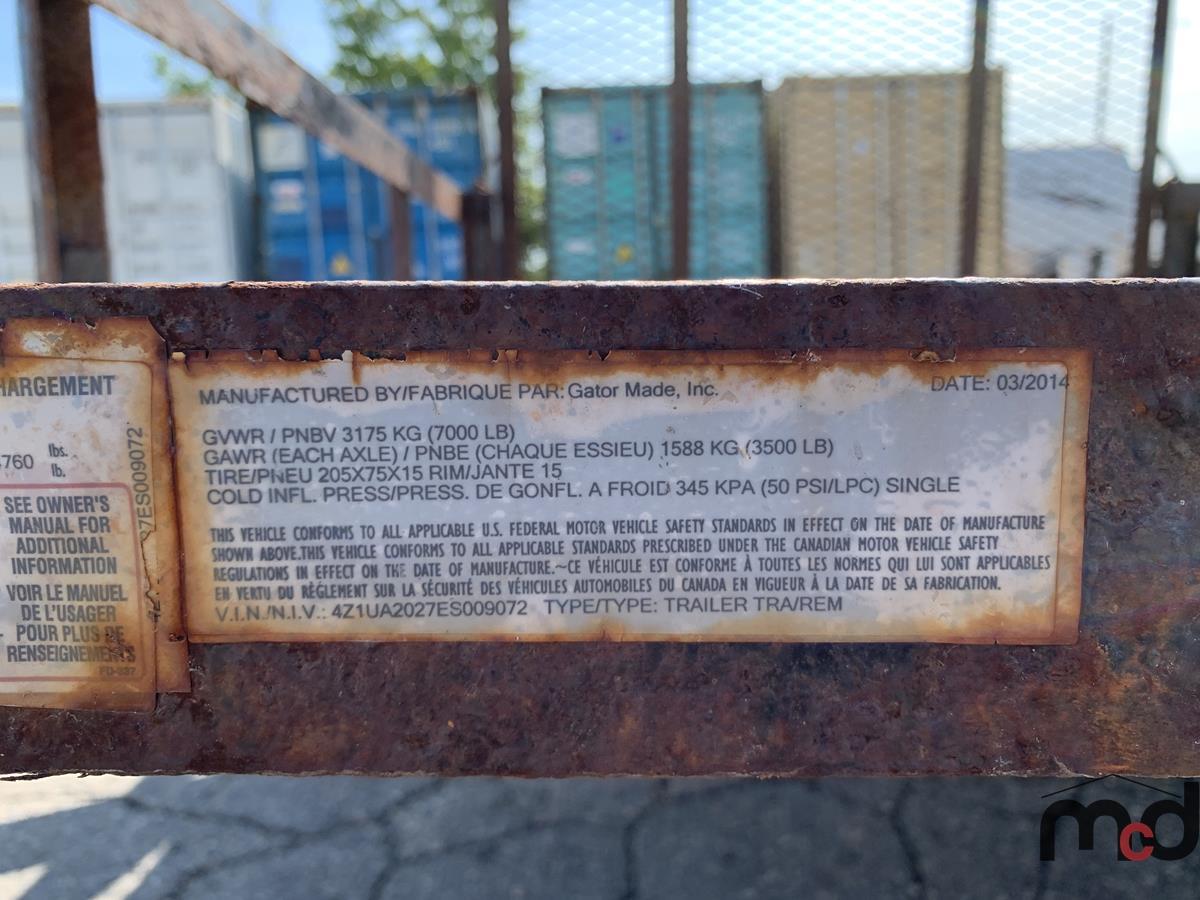 HARGEMENT
lbs.
4760
lb.
7ES009072
SEE OWNER'S
MANUAL FOR
ADDITIONAL
INFORMATION
VOIR LE MANUEL
DE L'USAGER
POUR PLUS DE
RENSEIGNEMENTS
MANUFACTURED BY/FABRIQUE PAR: Gator Made, Inc.
DATE: 03/2014
GVWR / PNBV 3175 KG (7000 LB)
GAWR (EACH AXLE) / PNBE (CHAQUE ESSIEU) 1588 KG (3500 LB)
TIRE/PNEU 205X75X15 RIM/JANTE 15
COLD INFL. PRESS/PRESS. DE GONFL. A FROID 345 KPA (50 PSI/LPC) SINGLE
THIS VEHICLE CONFORMS TO ALL APPLICABLE U.S. FEDERAL MOTOR VEHICLE SAFETY STANDARDS IN EFFECT ON THE DATE OF MANUFACTURE
SHOWN ABOVE.THIS VEHICLE CONFORMS TO ALL APPLICABLE STANDARDS PRESCRIBED UNDER THE CANADIAN MOTOR VEHICLE SAFETY
REGULATIONS IN EFFECT ON THE DATE OF MANUFACTURE.~CE VÉHICULE EST CONFORME À TOUTES LES NORMES QUI LUI SONT APPLICABLES
EN VERTU DU RÈGLEMENT SUR LA SÉCURITÉ DES VÉHICULES AUTOMOBILES DU CANADA EN VIGUEUR À LA DATE DE SA FABRICATION.
V.I.N./N.I.V.: 4Z1UA2027ES009072 TYPE/TYPE: TRAILER TRA/REM
mcd